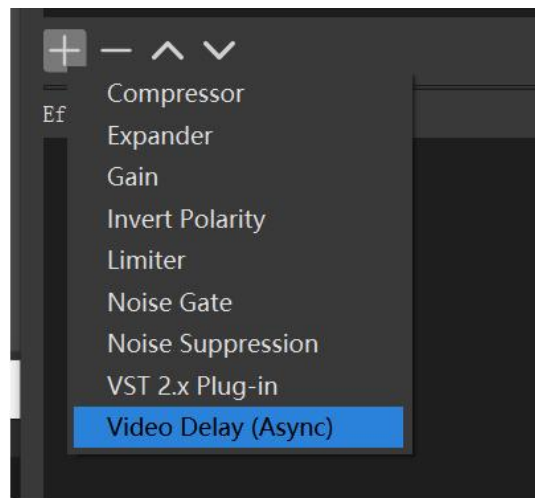 Compressor
Ef
Expander
Gain
Invert Polarity
Limiter
Noise Gate
Noise Suppression
VST 2.x Plug-in
Video Delay (Async)